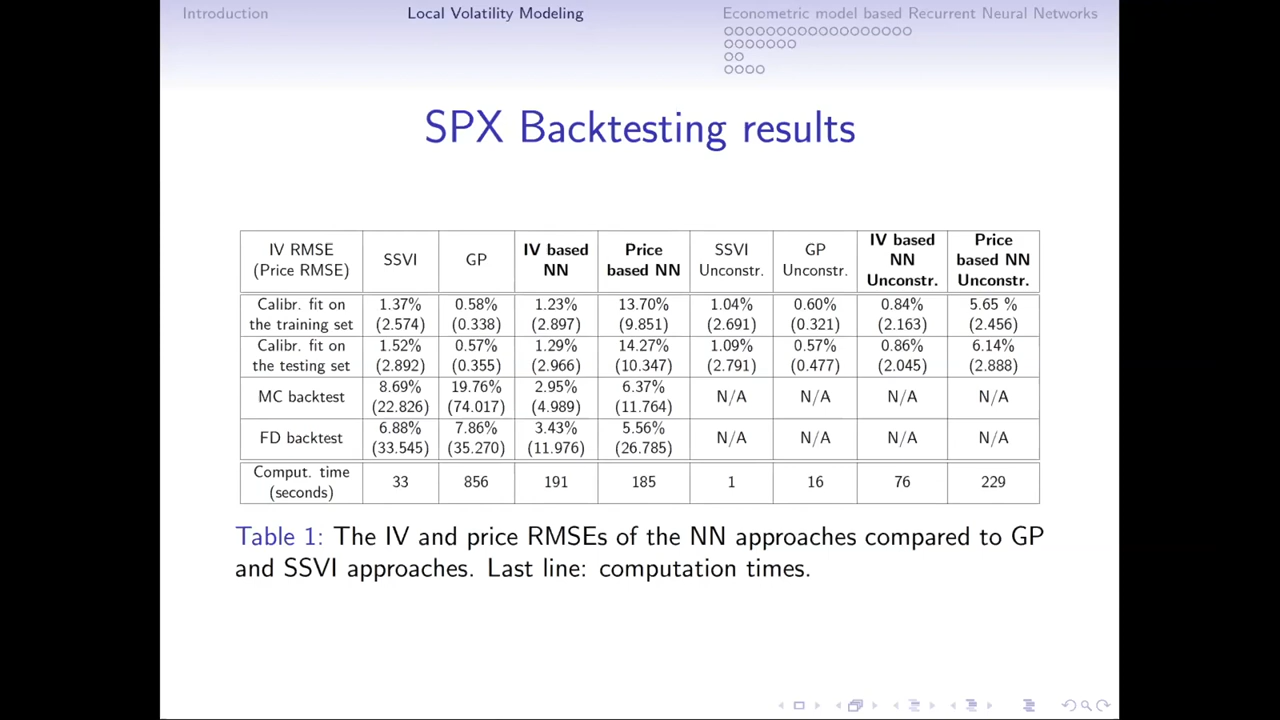 Introduction
Local Volatility Modeling
Econometric model based Recurrent Neural Networks
SPX Backtesting results
IV RMSE (Price RMSE) SSVI GP IV based NN Price based NN SSVI Unconstr. GP Unconstr. IV based NN Unconstr. Price based NN Unconstr.
Calibr. fit on the training set 1.37% (2.574) 0.58% (0.338) 1.23% (2.897) 13.70% (9.851) 1.04% (2.691) 0.60% (0.321) 0.84% (2.163) 5.65 % (2.456)
Calibr. fit on the testing set 1.52% (2.892) 0.57% (0.355) 1.29% (2.966) 14.27% (10.347) 1.09% (2.791) 0.57% (0.477) 0.86% (2.045) 6.14% (2.888)
MC backtest 8.69% (22.826) 19.76% (74.017) 2.95% (4.989) 6.37% (11.764) N/A N/A N/A N/A
FD backtest 6.88% (33.545) 7.86% (35.270) 3.43% (11.976) 5.56% (26.785) N/A N/A N/A N/A
Comput. time (seconds) 33 856 191 185 1 16 76 229
Table 1: The IV and price RMSEs of the NN approaches compared to GP
and SSVI approaches. Last line: computation times.